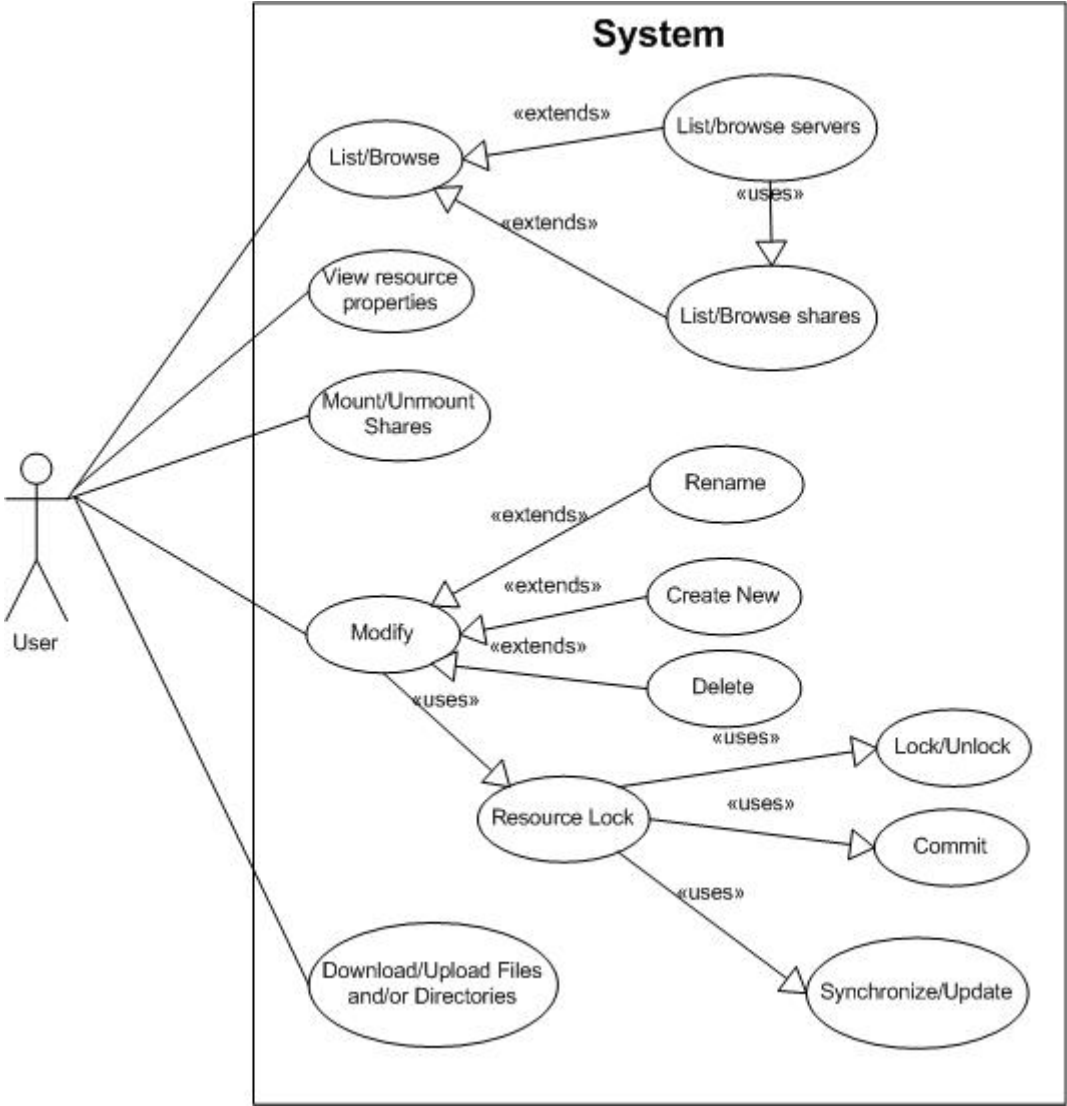 System
«extends»
List/browse servers
List/Browse
«uses»
«extends»
View resource
properties
List/Browse shares
Mount/Unmount
Shares
Rename
«extends»
«extends»
Create New
User
Modify
«extends»
Delete
«uses»
«uses»
Lock/Unlock
«uses»
Resource Lock
Commit
«uses»
Download/Upload Files
and/or Directories
Synchronize/Update